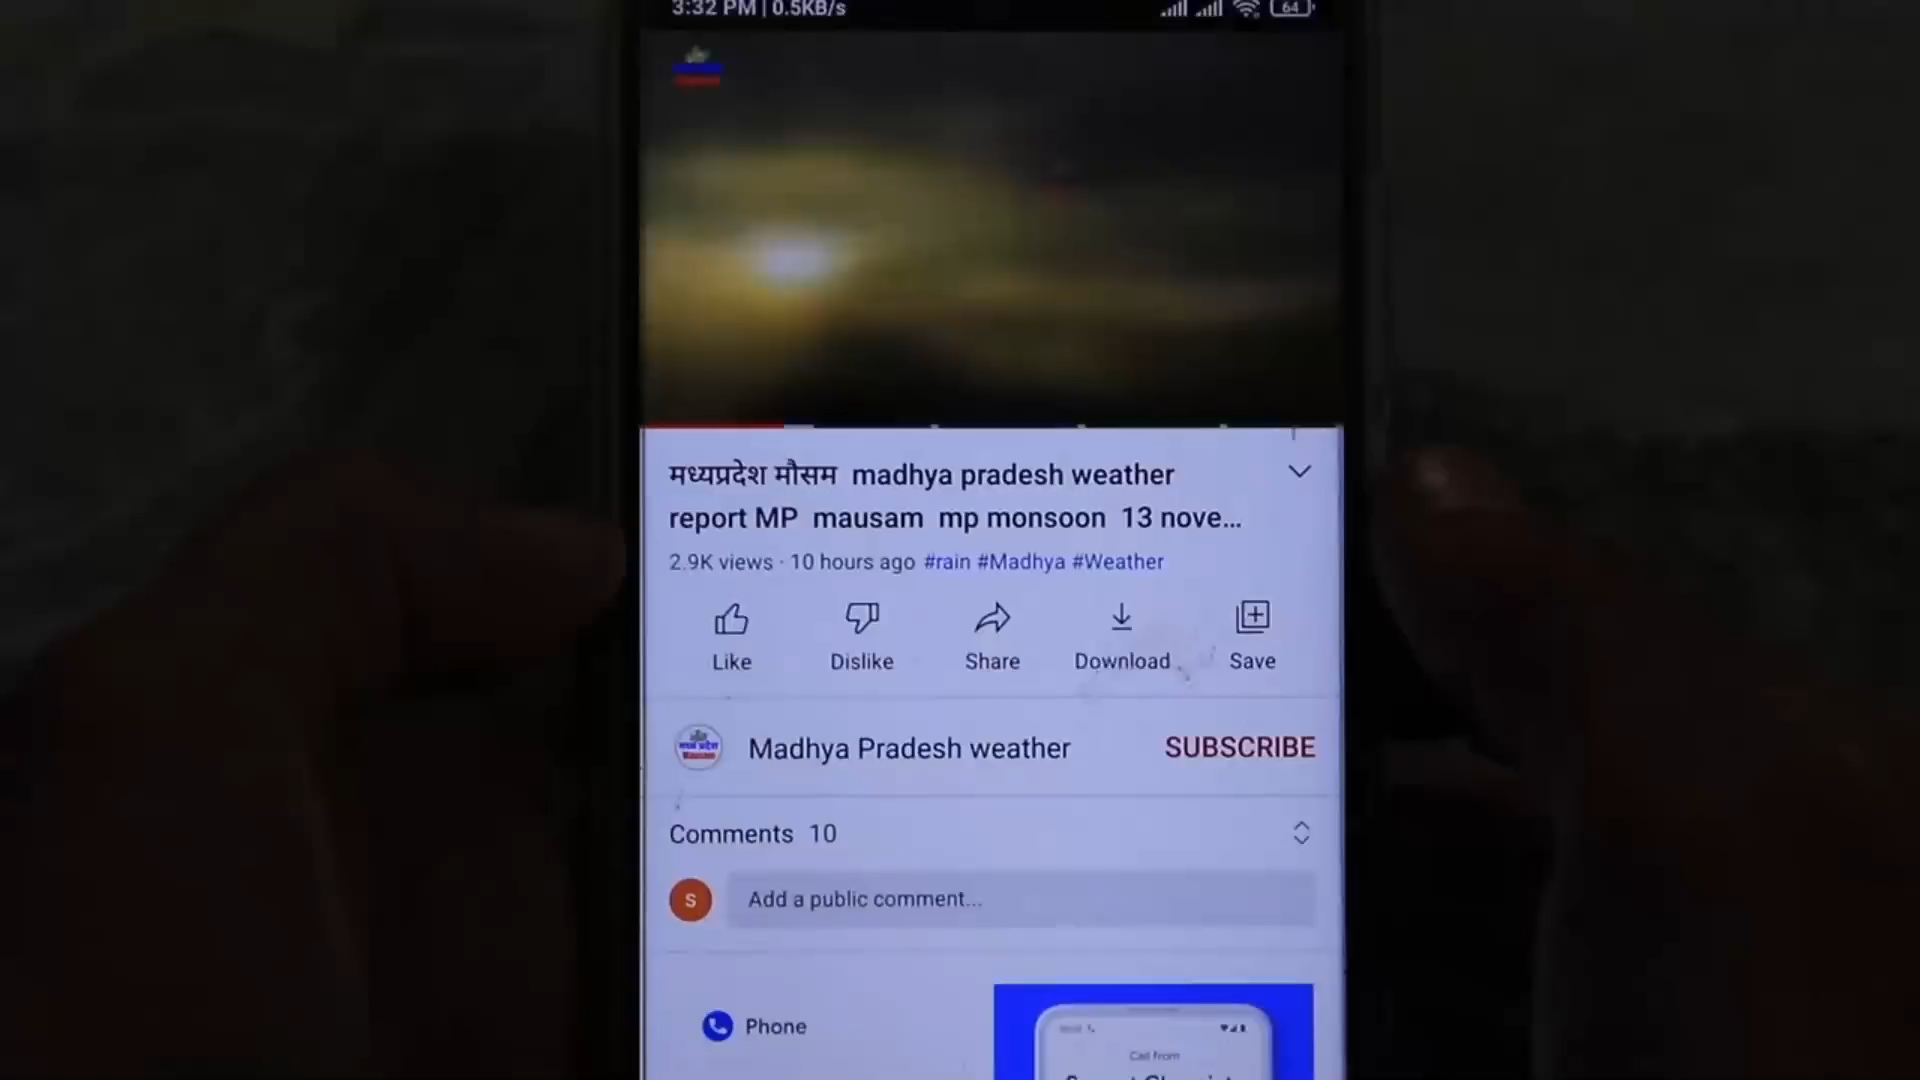 3:32 PM | 0.5KB/s
64
मध्यप्रदेश मौसम madhya pradesh weather
report MP mausam mp monsoon 13 nove...
2.9K views · 10 hours ago #rain #Madhya #Weather
Like Dislike Share Download Save
Madhya Pradesh weather SUBSCRIBE
Comments 10
S Add a public comment...
Phone
Call from